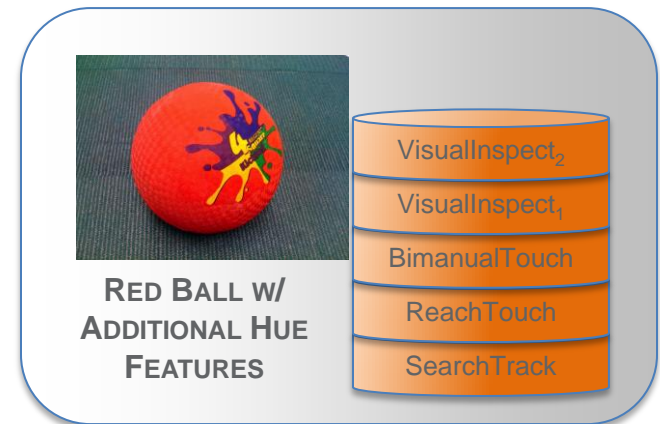 RED BALL W/
ADDITIONAL HUE
FEATURES
VisualInspect₂
VisualInspect₁
BimanualTouch
ReachTouch
SearchTrack